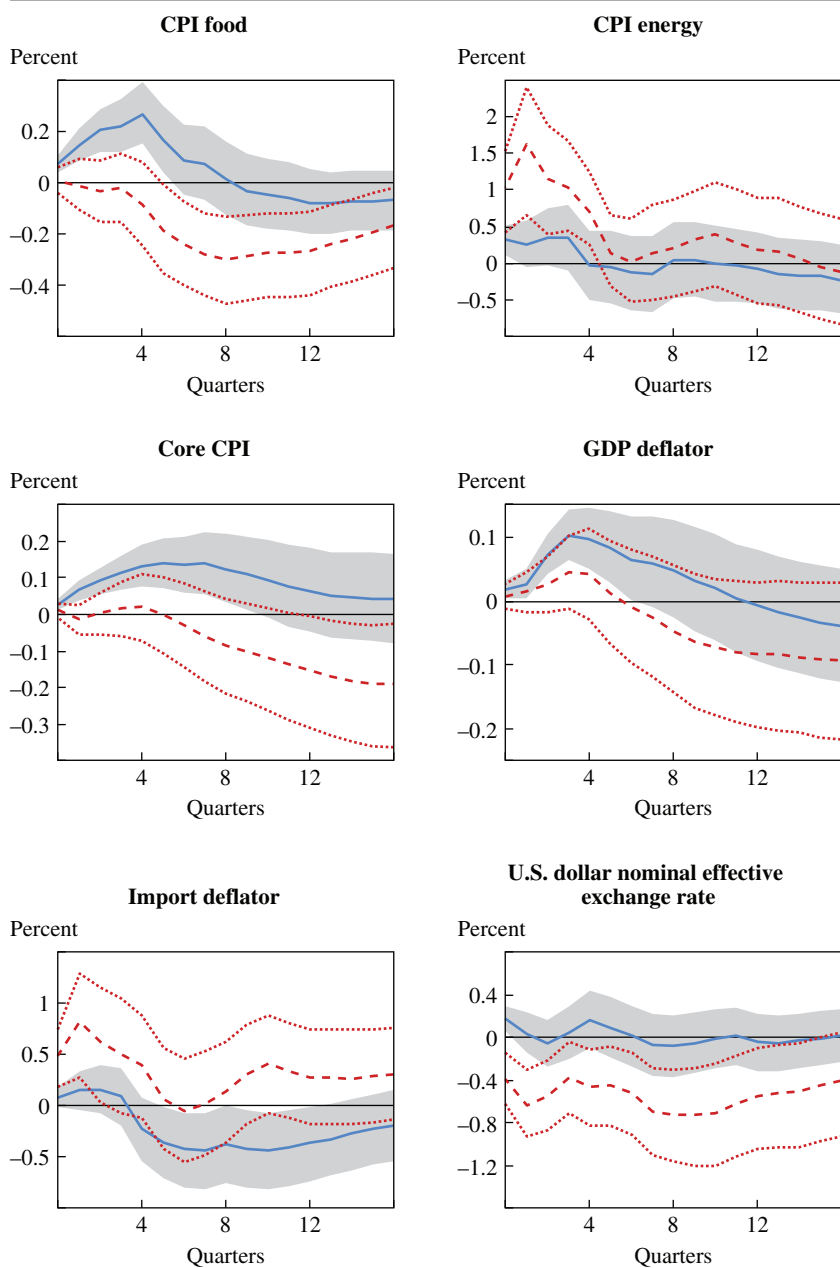 CPI food
Percent
0.2
0
–0.2
–0.4
4 8 12
Quarters
CPI energy
Percent
2
1.5
1
0.5
0
–0.5
4 8 12
Quarters
Core CPI
Percent
0.2
0.1
0
–0.1
–0.2
–0.3
4 8 12
Quarters
GDP deflator
Percent
0.1
0
–0.1
–0.2
4 8 12
Quarters
Import deflator
Percent
1
0.5
0
–0.5
4 8 12
Quarters
U.S. dollar nominal effective
exchange rate
Percent
0.4
0
–0.4
–0.8
–1.2
4 8 12
Quarters